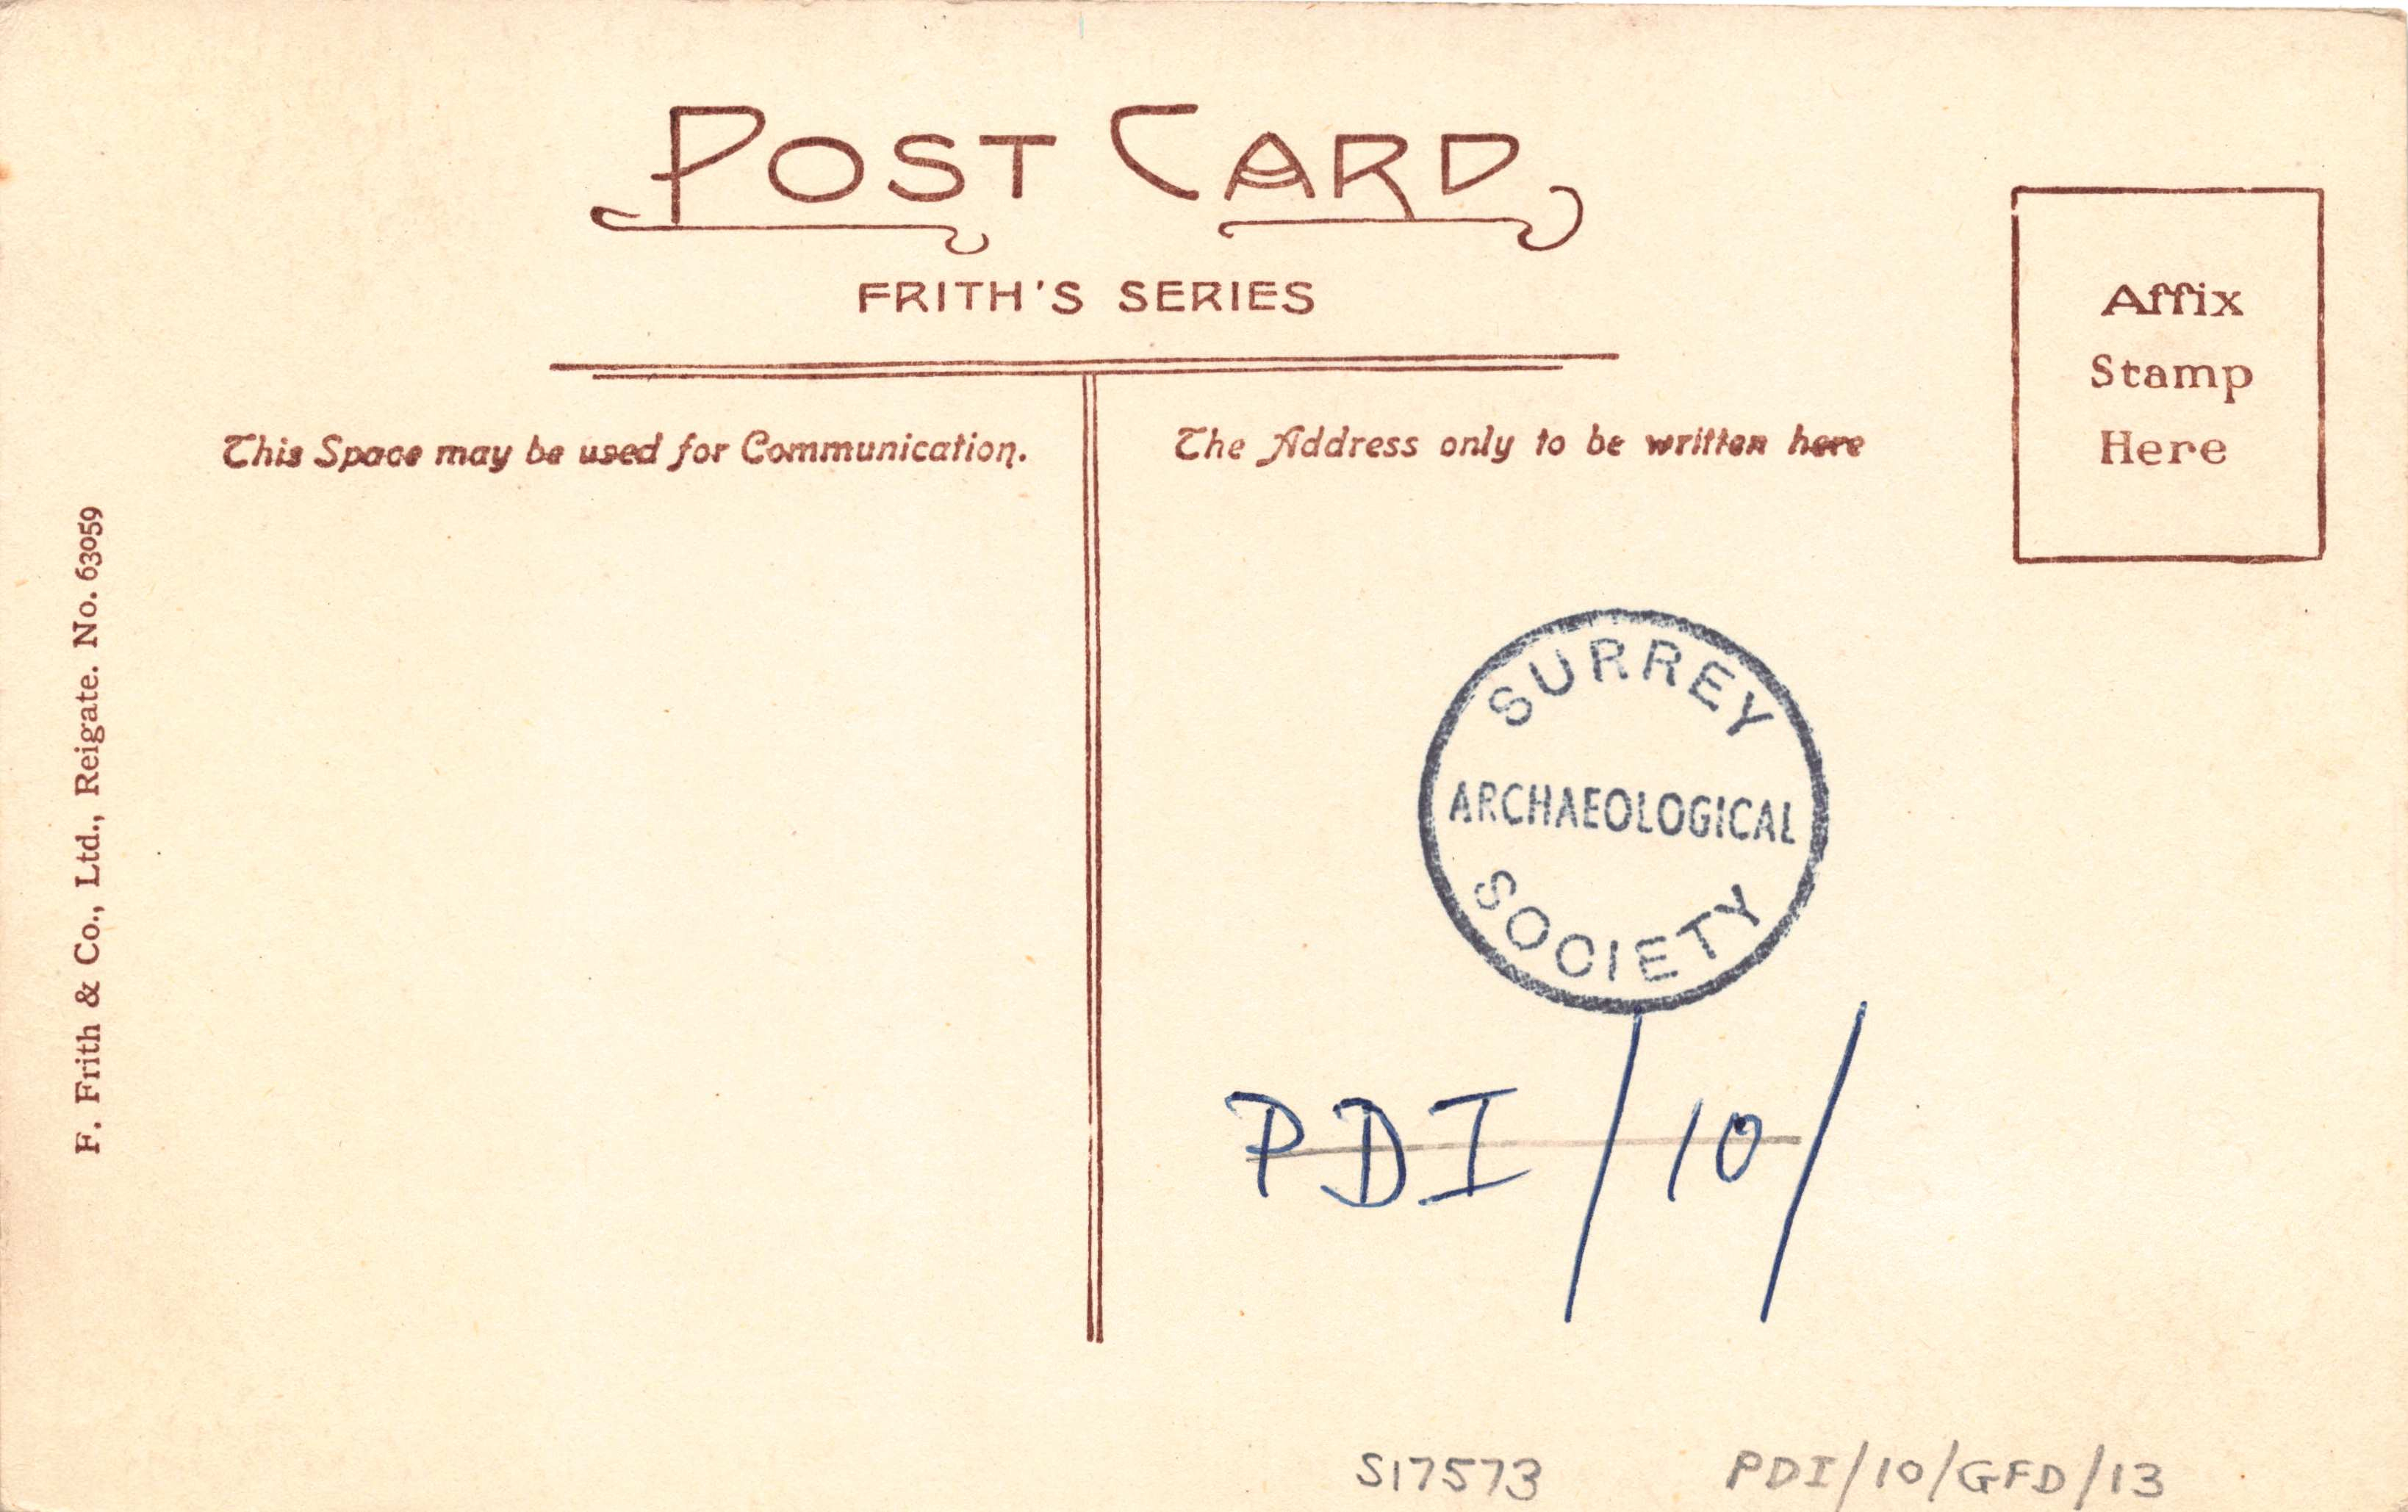 POST CARD
FRITH'S SERIES
Affix
Stamp
Here
This Space may be used for Communication.
The Address only to be written here
F. Frith & Co., Ltd., Reigate. No. 63059
SURREY
ARCHAEOLOGICAL
SOCIETY
PDI/10/
S17573
PDI/10/GFD/13